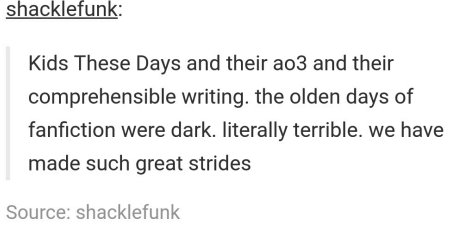 shacklefunk:
Kids These Days and their ao3 and their
comprehensible writing. the olden days of
fanfiction were dark. literally terrible. we have
made such great strides
Source: shacklefunk